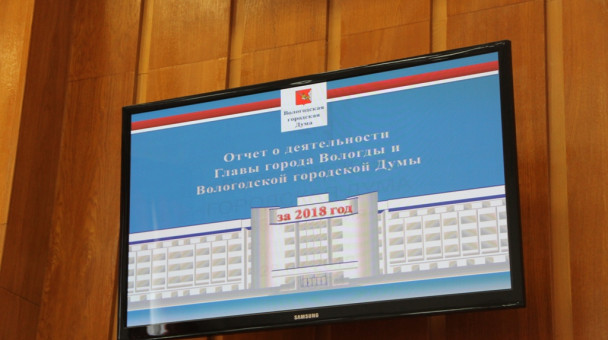 Вологодская
городская
Дума
Отчет о деятельности
Главы города Вологды и
Вологодской городской Думы
за 2018 год
SAMSUNG